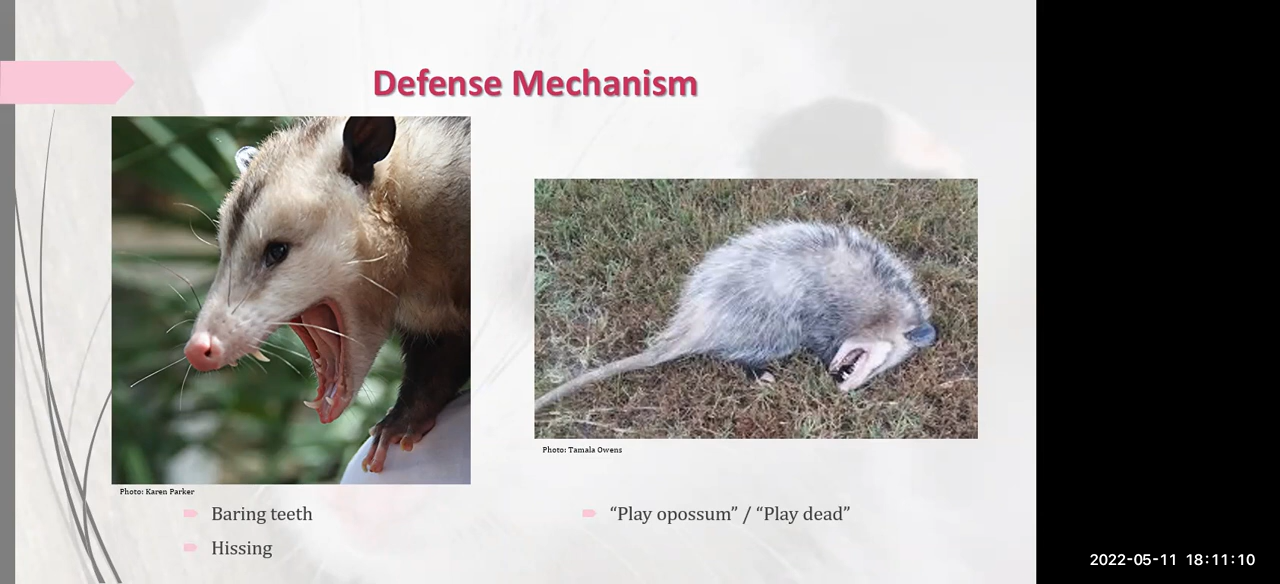 Defense Mechanism
Photo: Karen Parker
Baring teeth
Hissing
Photo: Tamala Owens
“Play opossum” / “Play dead”
2022-05-11 18:11:10